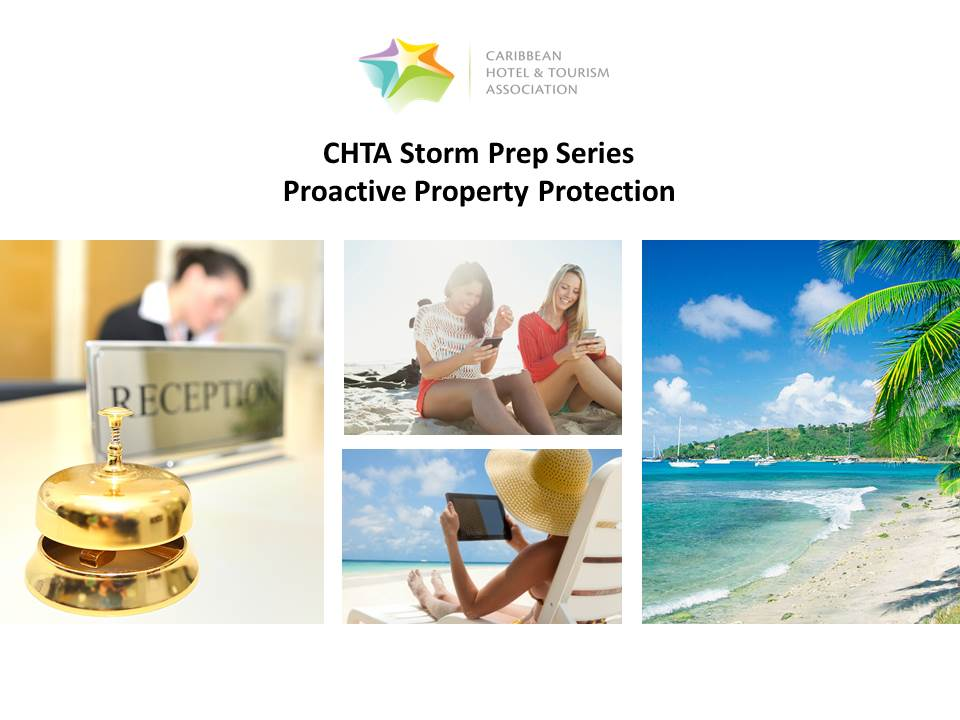 CARIBBEAN
HOTEL & TOURISM
ASSOCIATION
CHTA Storm Prep Series
Proactive Property Protection
RECEPTION